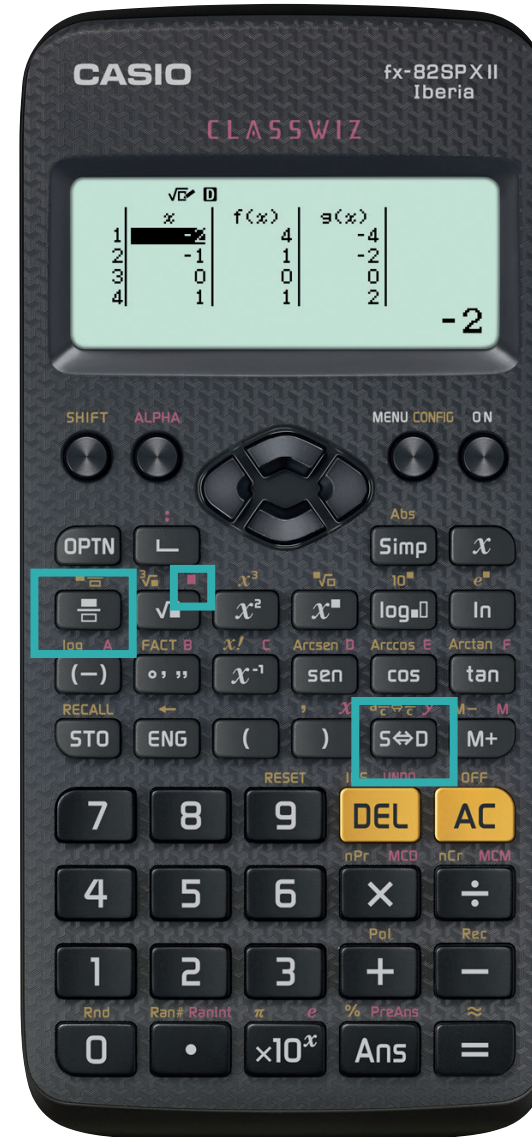 CASIO
fx-82SPXII
Iberia
CLASSWIZ
√ D
x f(x) g(x)
1 -2 4 -4
2 -1 1 -2
3 0 0 0
4 1 1 2
-2
SHIFT ALPHA MENU CONFIG ON
: Abs
OPTN Simp x
³√■ ■ x³ ■√□ 10■ e■
√■ x² x■ log■□ ln
log A FACT B x! C Arcsen D Arccos E Arctan F
(−) ° ’ ” x⁻¹ sen cos tan
RECALL ← , x y M− M
STO ENG ( ) S⇔D M+
RESET INS UNDO OFF
7 8 9 DEL AC
nPr MCD nCr MCM
4 5 6 × ÷
Pol Rec
1 2 3 + −
Rnd Ran# RanInt π e % PreAns ≈
0 • ×10ˣ Ans =